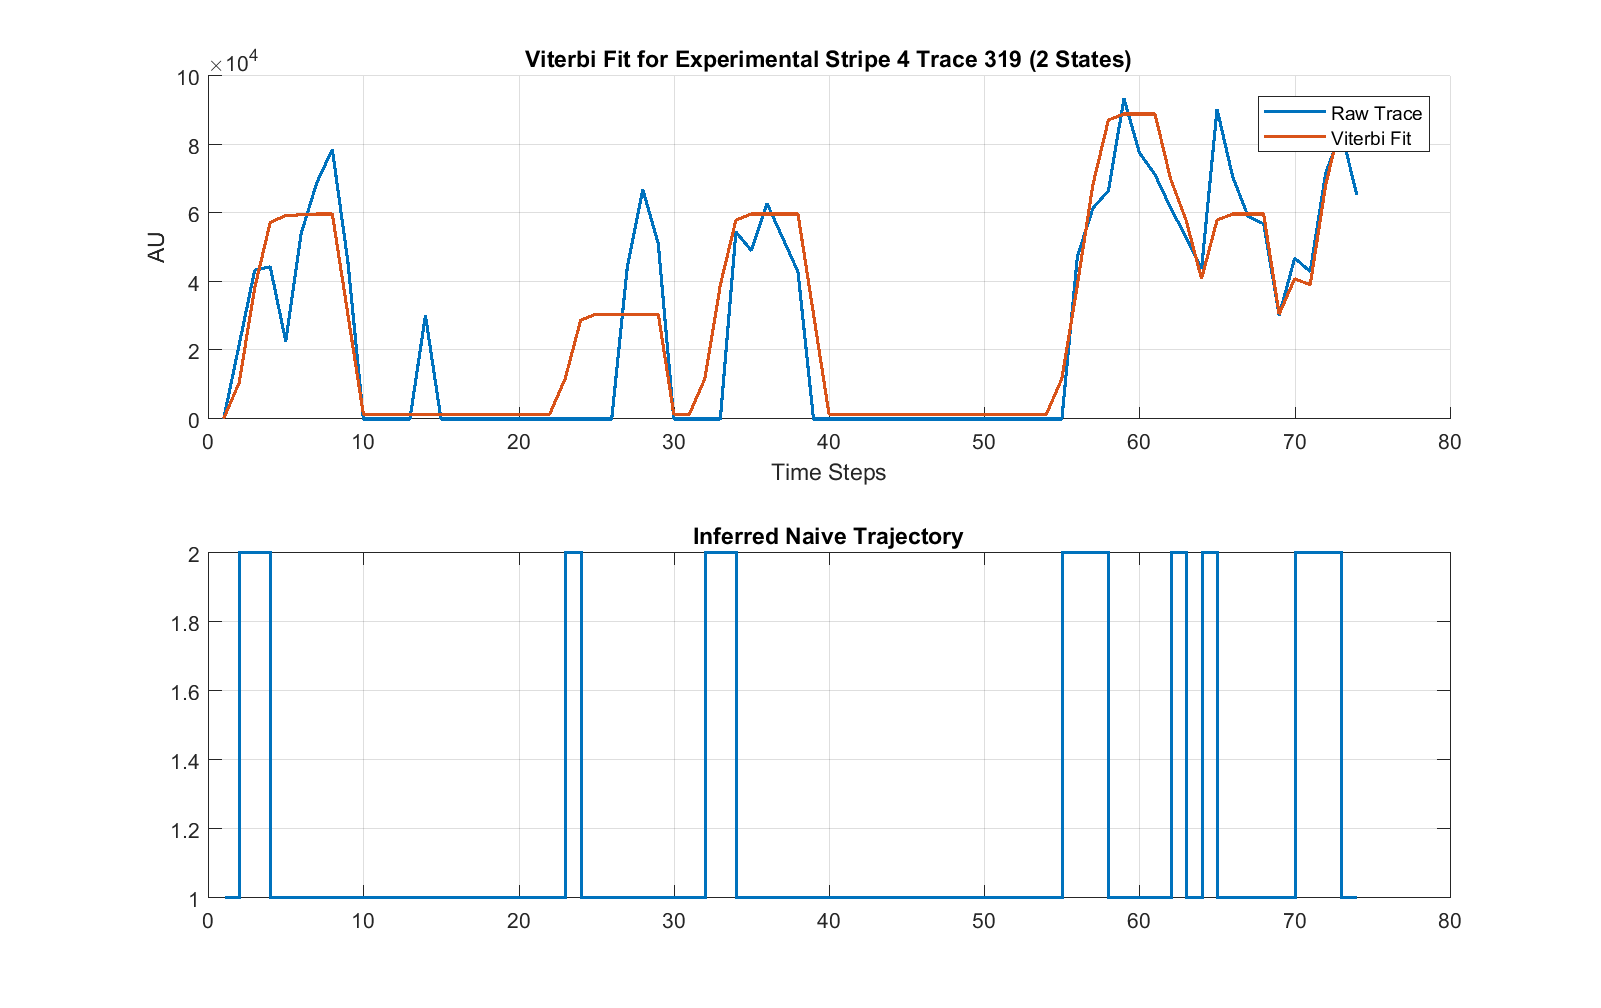 Viterbi Fit for Experimental Stripe 4 Trace 319 (2 States)
×10⁴
10
8
6
4
2
0
AU
Raw Trace
Viterbi Fit
0 10 20 30 40 50 60 70 80
Time Steps
Inferred Naive Trajectory
2
1.8
1.6
1.4
1.2
1
0 10 20 30 40 50 60 70 80